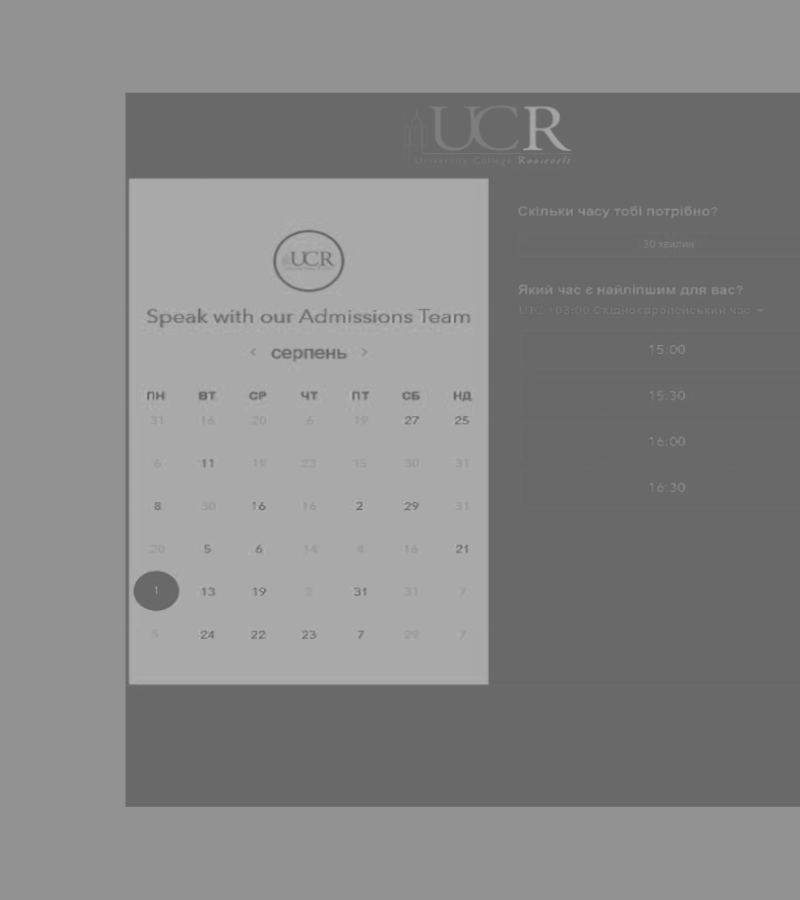 UCR
University College Roosevelt
UCR
Speak with our Admissions Team
‹ серпень ›
ПН ВТ СР ЧТ ПТ СБ НД
31 16 20 6 19 27 25
6 11 19 23 15 30 31
8 30 16 16 2 29 31
20 5 6 14 4 16 21
1 13 19 2 31 31 7
5 24 22 23 7 29 7
Скільки часу тобі потрібно?
30 хвилин
Який час є найліпшим для вас?
UTC +03:00 Східноєвропейський час
15:00
15:30
16:00
16:30